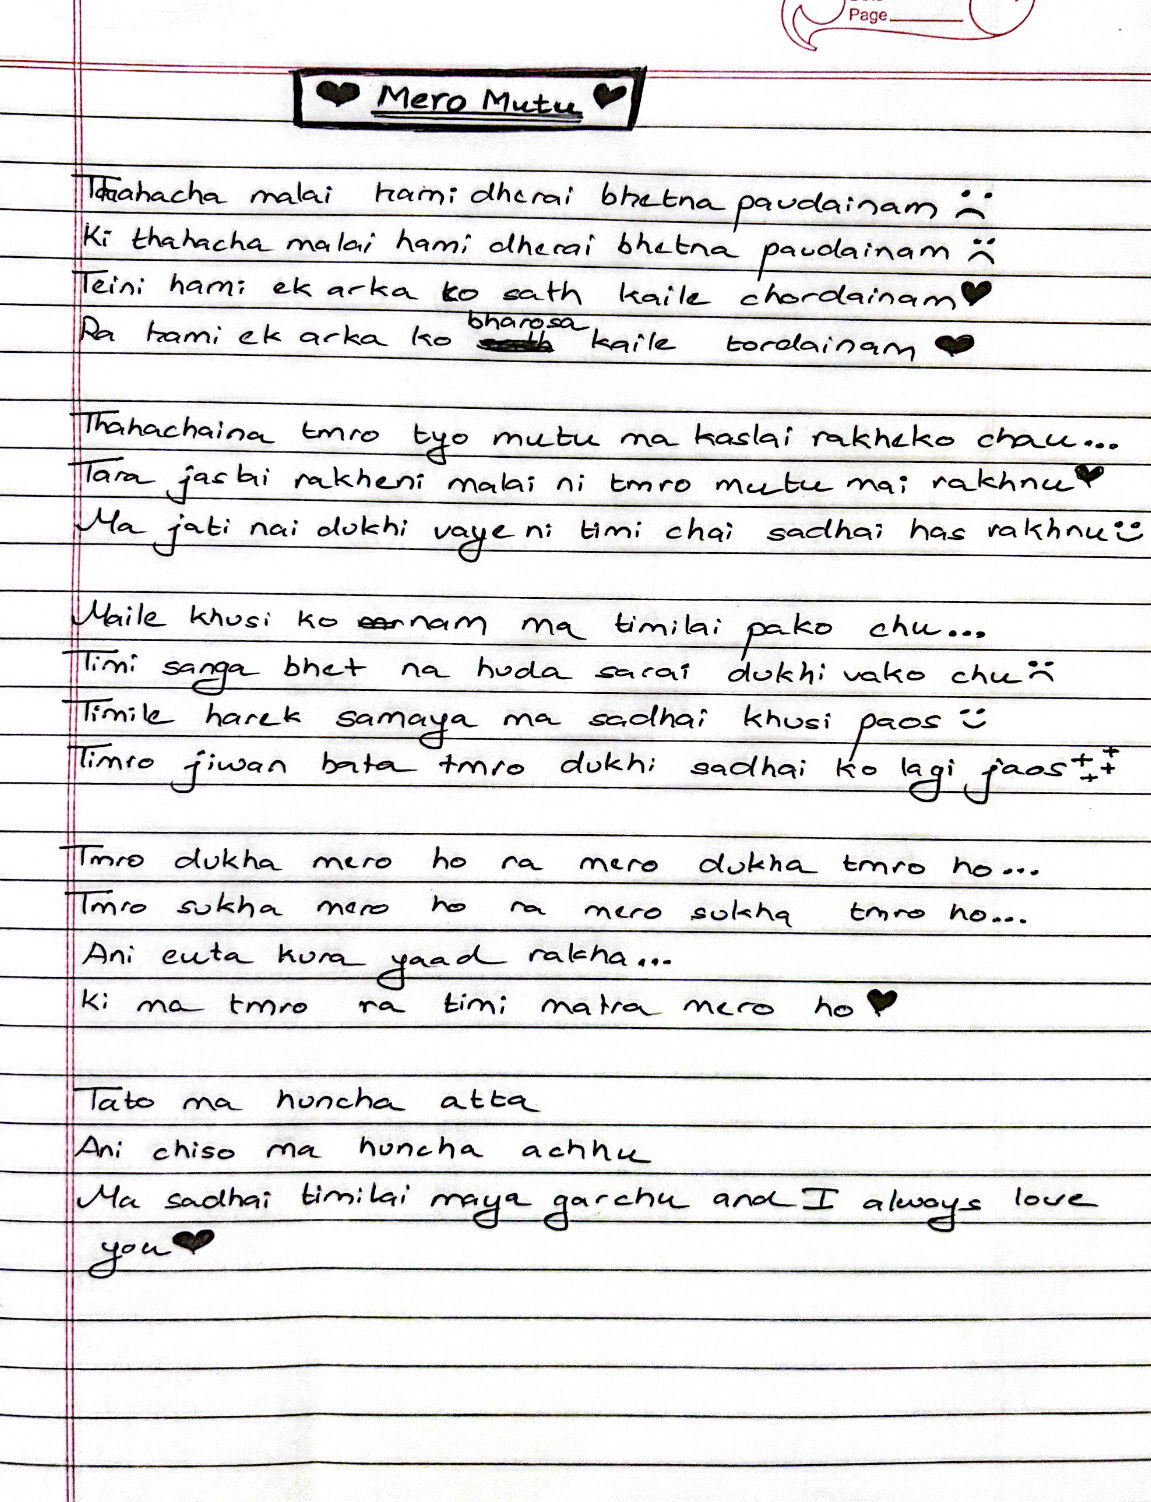 Page
❤ Mero Mutu ❤
Thahacha malai hami dherai bhetna paudainam ☹
Ki thahacha malai hami dherai bhetna paudainam ☹
Teini hami ek arka ko sath kaile chordainam ❤
Ra hami ek arka ko bharosa kaile tordainam ❤
Thahachaina tmro tyo mutu ma kaslai rakheko chau...
Tara jaslai rakheni malai ni tmro mutu mai rakhnu ❤
Ma jati nai dukhi vaye ni timi chai sadhai has rakhnu ☺
Maile khusi ko nam ma timilai pako chu...
Timi sanga bhet na huda sarai dukhi vako chu ☹
Timile harek samaya ma sadhai khusi paos ☺
Timro jiwan bata tmro dukhi sadhai ko lagi jaos ++++
Tmro dukha mero ho ra mero dukha tmro ho...
Tmro sukha mero ho ra mero sukha tmro ho...
Ani euta kura yaad rakha...
Ki ma tmro ra timi matra mero ho ❤
Tato ma huncha atta
Ani chiso ma huncha achhu
Ma sadhai timilai maya garchu and I always love
you ❤